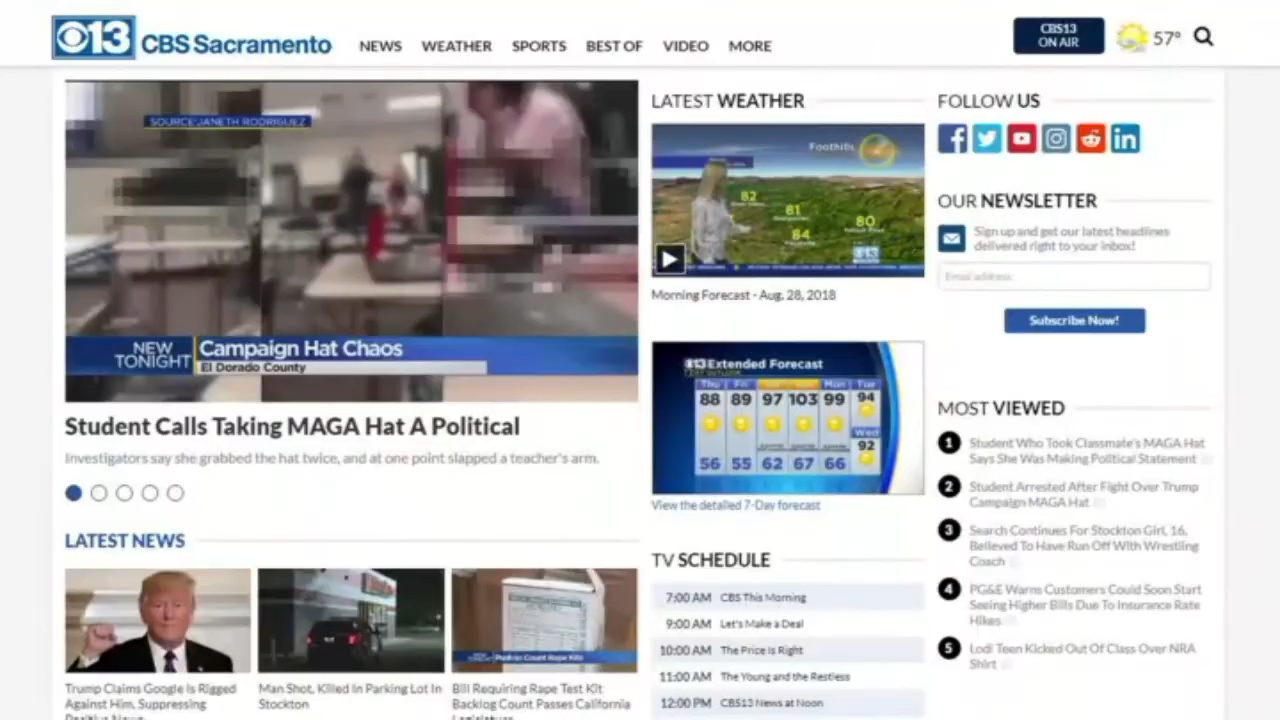 13 CBS Sacramento
NEWS WEATHER SPORTS BEST OF VIDEO MORE
CBS13
ON AIR
57°
SOURCE:JANETH RODRIGUEZ
NEW
TONIGHT
Campaign Hat Chaos
El Dorado County
Student Calls Taking MAGA Hat A Political
Investigators say she grabbed the hat twice, and at one point slapped a teacher's arm.
LATEST NEWS
Trump Claims Google Is Rigged
Against Him, Suppressing
Man Shot, Killed In Parking Lot In
Stockton
Bill Requiring Rape Test Kit
Backlog Count Passes California
Legislature
LATEST WEATHER
Foothills
82
81
84
80
13
Morning Forecast - Aug. 28, 2018
13 Extended Forecast
Thu Fri Mon Tue
88 89 97 103 99 94
Wed
92
56 55 62 67 66
View the detailed 7-Day forecast
TV SCHEDULE
7:00 AM CBS This Morning
9:00 AM Let's Make a Deal
10:00 AM The Price Is Right
11:00 AM The Young and the Restless
12:00 PM CBS13 News at Noon
FOLLOW US
OUR NEWSLETTER
Sign up and get our latest headlines
delivered right to your inbox!
Email address
Subscribe Now!
MOST VIEWED
1 Student Who Took Classmate's MAGA Hat
Says She Was Making Political Statement
2 Student Arrested After Fight Over Trump
Campaign MAGA Hat
3 Search Continues For Stockton Girl, 16,
Believed To Have Run Off With Wrestling
Coach
4 PG&E Warns Customers Could Soon Start
Seeing Higher Bills Due To Insurance Rate
Hikes
5 Lodi Teen Kicked Out Of Class Over NRA
Shirt